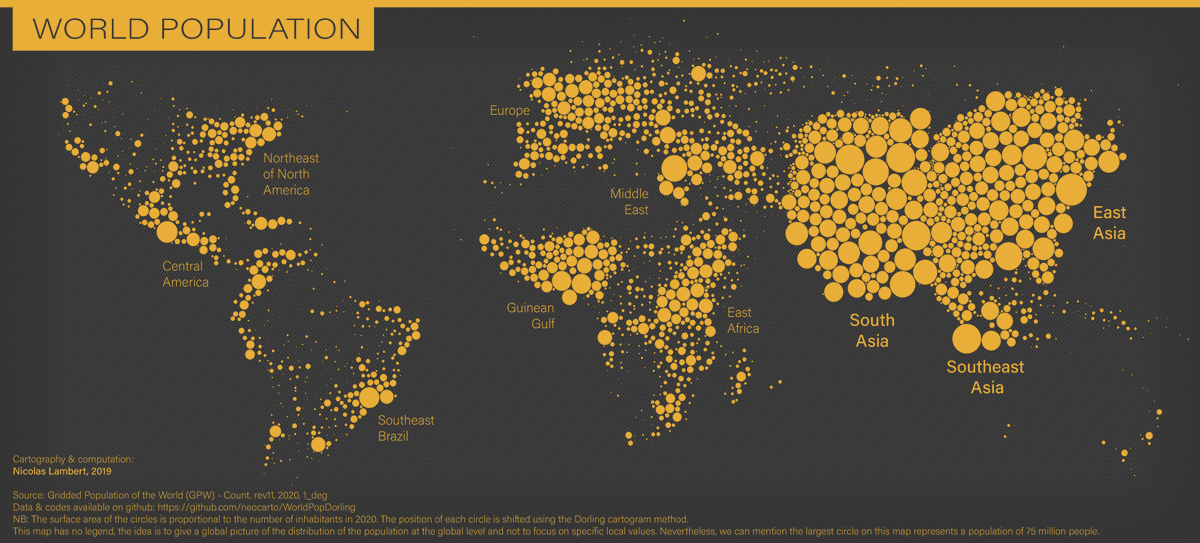 WORLD POPULATION
Europe
Northeast
of North
America
Middle
East
East
Asia
Central
America
Guinean
Gulf
East
Africa
South
Asia
Southeast
Asia
Southeast
Brazil
Cartography & computation:
Nicolas Lambert, 2019
Source: Gridded Population of the World (GPW) - Count, rev11, 2020, 1_deg
Data & codes available on github: https://github.com/neocarto/WorldPopDorling
NB: The surface area of the circles is proportional to the number of inhabitants in 2020. The position of each circle is shifted using the Dorling cartogram method.
This map has no legend, the idea is to give a global picture of the distribution of the population at the global level and not to focus on specific local values. Nevertheless, we can mention the largest circle on this map represents a population of 75 million people.